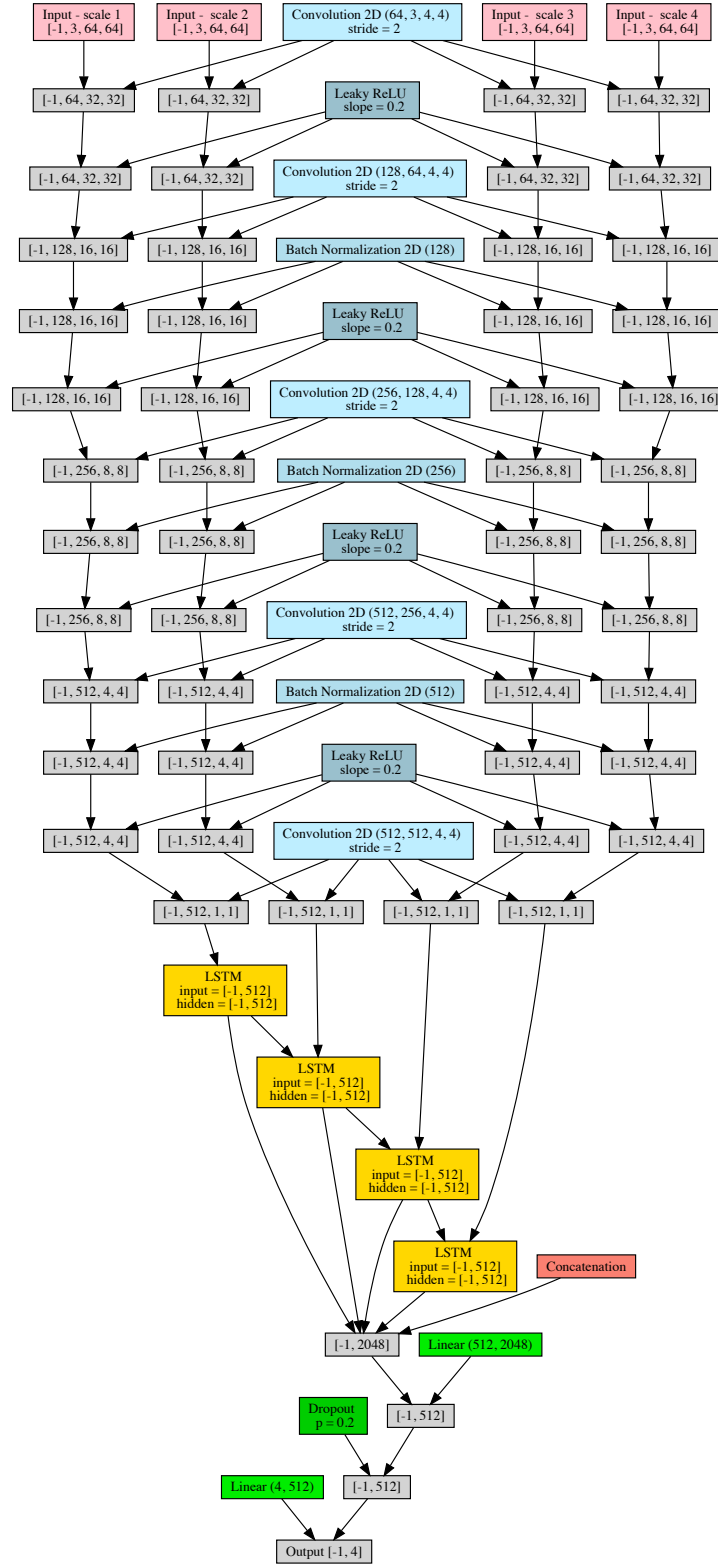 Input - scale 1
[-1, 3, 64, 64]
Input - scale 2
[-1, 3, 64, 64]
Convolution 2D (64, 3, 4, 4)
stride = 2
Input - scale 3
[-1, 3, 64, 64]
Input - scale 4
[-1, 3, 64, 64]
[-1, 64, 32, 32]
[-1, 64, 32, 32]
[-1, 64, 32, 32]
[-1, 64, 32, 32]
Leaky ReLU
slope = 0.2
[-1, 64, 32, 32]
[-1, 64, 32, 32]
Convolution 2D (128, 64, 4, 4)
stride = 2
[-1, 64, 32, 32]
[-1, 64, 32, 32]
[-1, 128, 16, 16]
[-1, 128, 16, 16]
Batch Normalization 2D (128)
[-1, 128, 16, 16]
[-1, 128, 16, 16]
[-1, 128, 16, 16]
[-1, 128, 16, 16]
Leaky ReLU
slope = 0.2
[-1, 128, 16, 16]
[-1, 128, 16, 16]
[-1, 128, 16, 16]
[-1, 128, 16, 16]
Convolution 2D (256, 128, 4, 4)
stride = 2
[-1, 128, 16, 16]
[-1, 128, 16, 16]
[-1, 256, 8, 8]
[-1, 256, 8, 8]
Batch Normalization 2D (256)
[-1, 256, 8, 8]
[-1, 256, 8, 8]
[-1, 256, 8, 8]
[-1, 256, 8, 8]
Leaky ReLU
slope = 0.2
[-1, 256, 8, 8]
[-1, 256, 8, 8]
[-1, 256, 8, 8]
[-1, 256, 8, 8]
Convolution 2D (512, 256, 4, 4)
stride = 2
[-1, 256, 8, 8]
[-1, 256, 8, 8]
[-1, 512, 4, 4]
[-1, 512, 4, 4]
Batch Normalization 2D (512)
[-1, 512, 4, 4]
[-1, 512, 4, 4]
[-1, 512, 4, 4]
[-1, 512, 4, 4]
Leaky ReLU
slope = 0.2
[-1, 512, 4, 4]
[-1, 512, 4, 4]
[-1, 512, 4, 4]
[-1, 512, 4, 4]
Convolution 2D (512, 512, 4, 4)
stride = 2
[-1, 512, 4, 4]
[-1, 512, 4, 4]
[-1, 512, 1, 1]
[-1, 512, 1, 1]
[-1, 512, 1, 1]
[-1, 512, 1, 1]
LSTM
input = [-1, 512]
hidden = [-1, 512]
LSTM
input = [-1, 512]
hidden = [-1, 512]
LSTM
input = [-1, 512]
hidden = [-1, 512]
LSTM
input = [-1, 512]
hidden = [-1, 512]
Concatenation
[-1, 2048]
Linear (512, 2048)
Dropout
p = 0.2
[-1, 512]
Linear (4, 512)
[-1, 512]
Output [-1, 4]